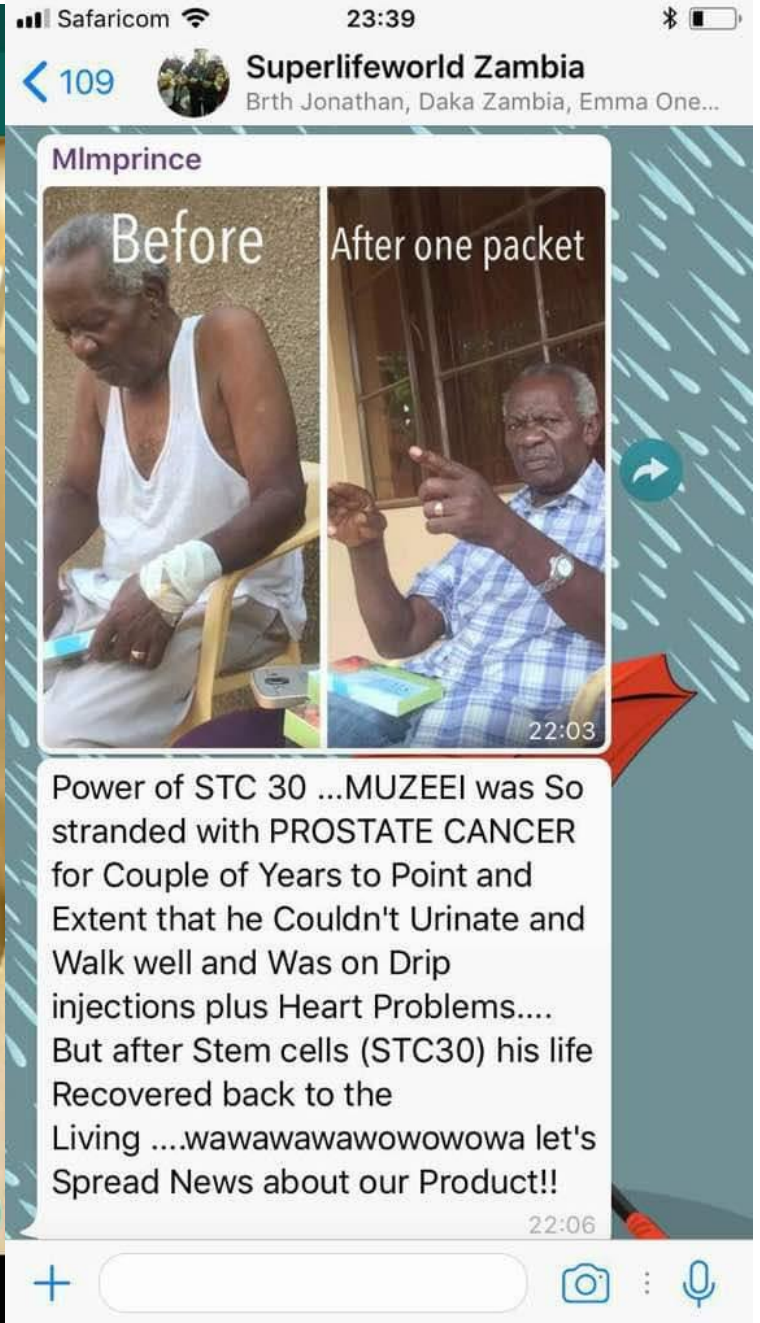 Safaricom
23:39
109
Superlifeworld Zambia
Brth Jonathan, Daka Zambia, Emma One...
MImprince
Before
After one packet
22:03
Power of STC 30 ...MUZEEI was So
stranded with PROSTATE CANCER
for Couple of Years to Point and
Extent that he Couldn't Urinate and
Walk well and Was on Drip
injections plus Heart Problems....
But after Stem cells (STC30) his life
Recovered back to the
Living ....wawawawawowowowa let's
Spread News about our Product!!
22:06